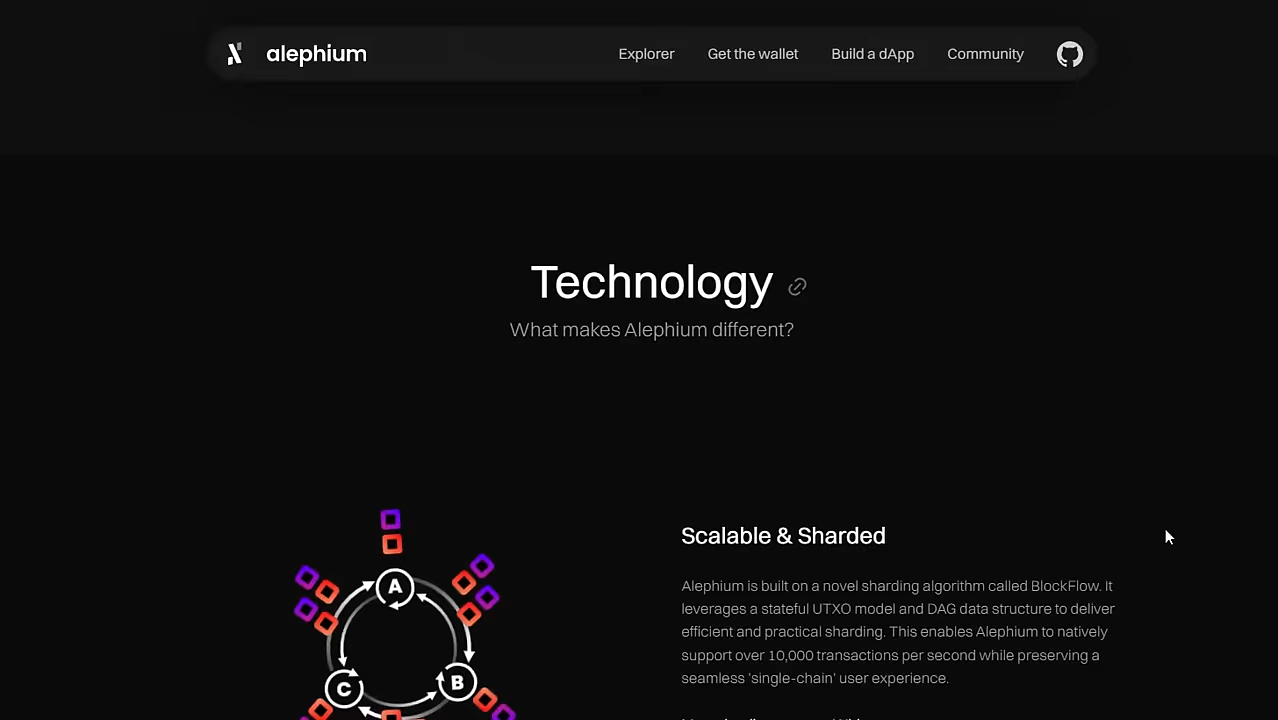 alephium
Explorer
Get the wallet
Build a dApp
Community
Technology
What makes Alephium different?
A
B
C
Scalable & Sharded
Alephium is built on a novel sharding algorithm called BlockFlow. It
leverages a stateful UTXO model and DAG data structure to deliver
efficient and practical sharding. This enables Alephium to natively
support over 10,000 transactions per second while preserving a
seamless 'single-chain' user experience.